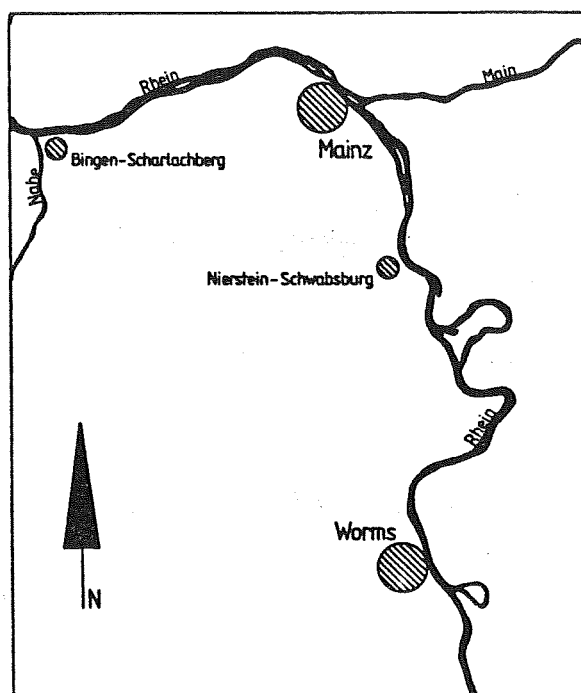 Rhein
Main
Mainz
Bingen-Scharlachberg
Nahe
Nierstein-Schwabsburg
Rhein
Worms
N